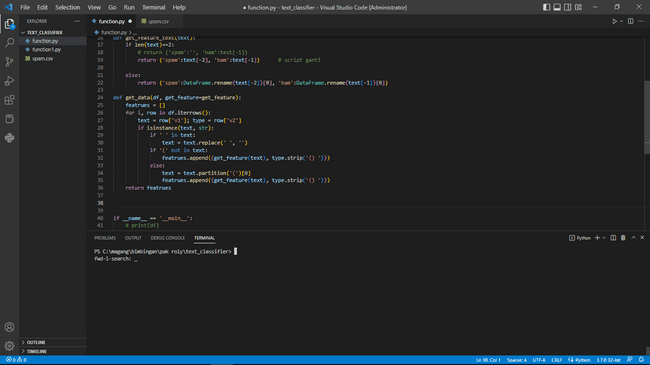 File Edit Selection View Go Run Terminal Help
● function.py - text_classifier - Visual Studio Code [Administrator]
EXPLORER
TEXT_CLASSIFIER
function.py
function1.py
spam.csv
OUTLINE
TIMELINE
function.py ● spam.csv
function.py > ...
16 def get_feature_text(text):
17 if len(text)==2:
18 # return {'spam':'', 'ham':text[-1]}
19 return {'spam':text[-2], 'ham':text[-1]} # script ganti
20
21 else:
22 return {'spam':DataFrame.rename(text[-2])[0], 'ham':DataFrame.rename(text[-1])[0]}
23
24 def get_data(df, get_feature=get_feature):
25 featrues = []
26 for i, row in df.iterrows():
27 text = row['v1']; type = row['v2']
28 if isinstance(text, str):
29 if ' ' in text:
30 text = text.replace(' ', '')
31 if '(' not in text:
32 featrues.append((get_feature(text), type.strip('() ')))
33 else:
34 text = text.partition('(')[0]
35 featrues.append((get_feature(text), type.strip('() ')))
36 return featrues
37
38
39
40 if __name__ == '__main__':
41 # print(df)
PROBLEMS OUTPUT DEBUG CONSOLE TERMINAL
Python
PS C:\magang\bimbingan\pak roly\text_classifier>
fwd-i-search: _
0 0
Ln 38, Col 1 Spaces: 4 UTF-8 CRLF Python 3.7.0 32-bit